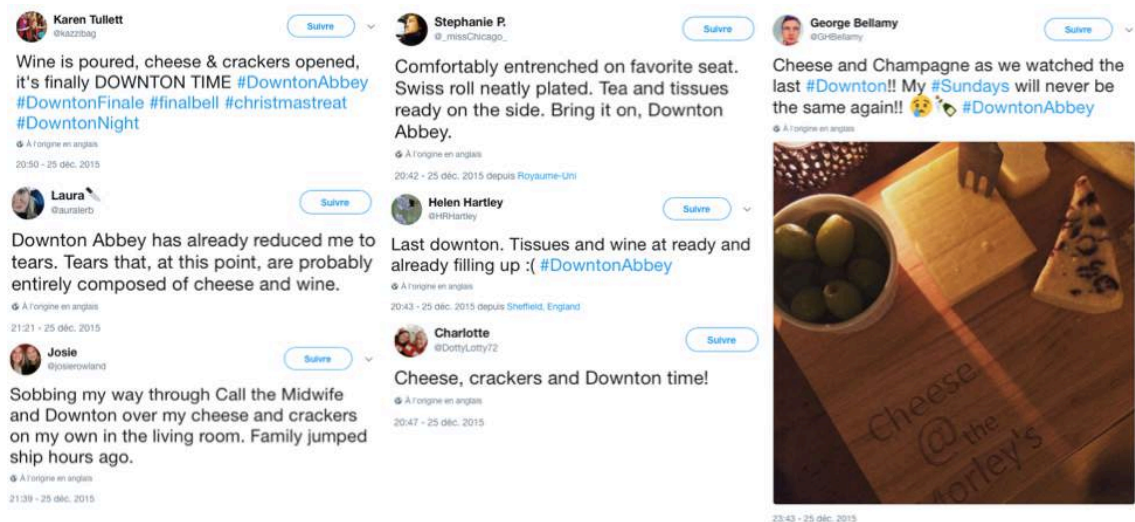 Karen Tullett
@kazzibag
Suivre
Wine is poured, cheese & crackers opened,
it's finally DOWNTON TIME #DowntonAbbey
#DowntonFinale #finalbell #christmastreat
#DowntonNight
À l'origine en anglais
20:50 - 25 déc. 2015
Laura
@auralerb
Suivre
Downton Abbey has already reduced me to
tears. Tears that, at this point, are probably
entirely composed of cheese and wine.
À l'origine en anglais
21:21 - 25 déc. 2015
Josie
@josierowland
Suivre
Sobbing my way through Call the Midwife
and Downton over my cheese and crackers
on my own in the living room. Family jumped
ship hours ago.
À l'origine en anglais
21:39 - 25 déc. 2015
Stephanie P.
@_missChicago_
Suivre
Comfortably entrenched on favorite seat.
Swiss roll neatly plated. Tea and tissues
ready on the side. Bring it on, Downton
Abbey.
À l'origine en anglais
20:42 - 25 déc. 2015 depuis Royaume-Uni
Helen Hartley
@HRHartley
Suivre
Last downton. Tissues and wine at ready and
already filling up :( #DowntonAbbey
À l'origine en anglais
20:43 - 25 déc. 2015 depuis Sheffield, England
Charlotte
@DottyLotty72
Suivre
Cheese, crackers and Downton time!
À l'origine en anglais
20:47 - 25 déc. 2015
George Bellamy
@GHBellamy
Suivre
Cheese and Champagne as we watched the
last #Downton!! My #Sundays will never be
the same again!! 😢🍾 #DowntonAbbey
À l'origine en anglais
Cheese
@ the
Morley's
23:43 - 25 déc. 2015